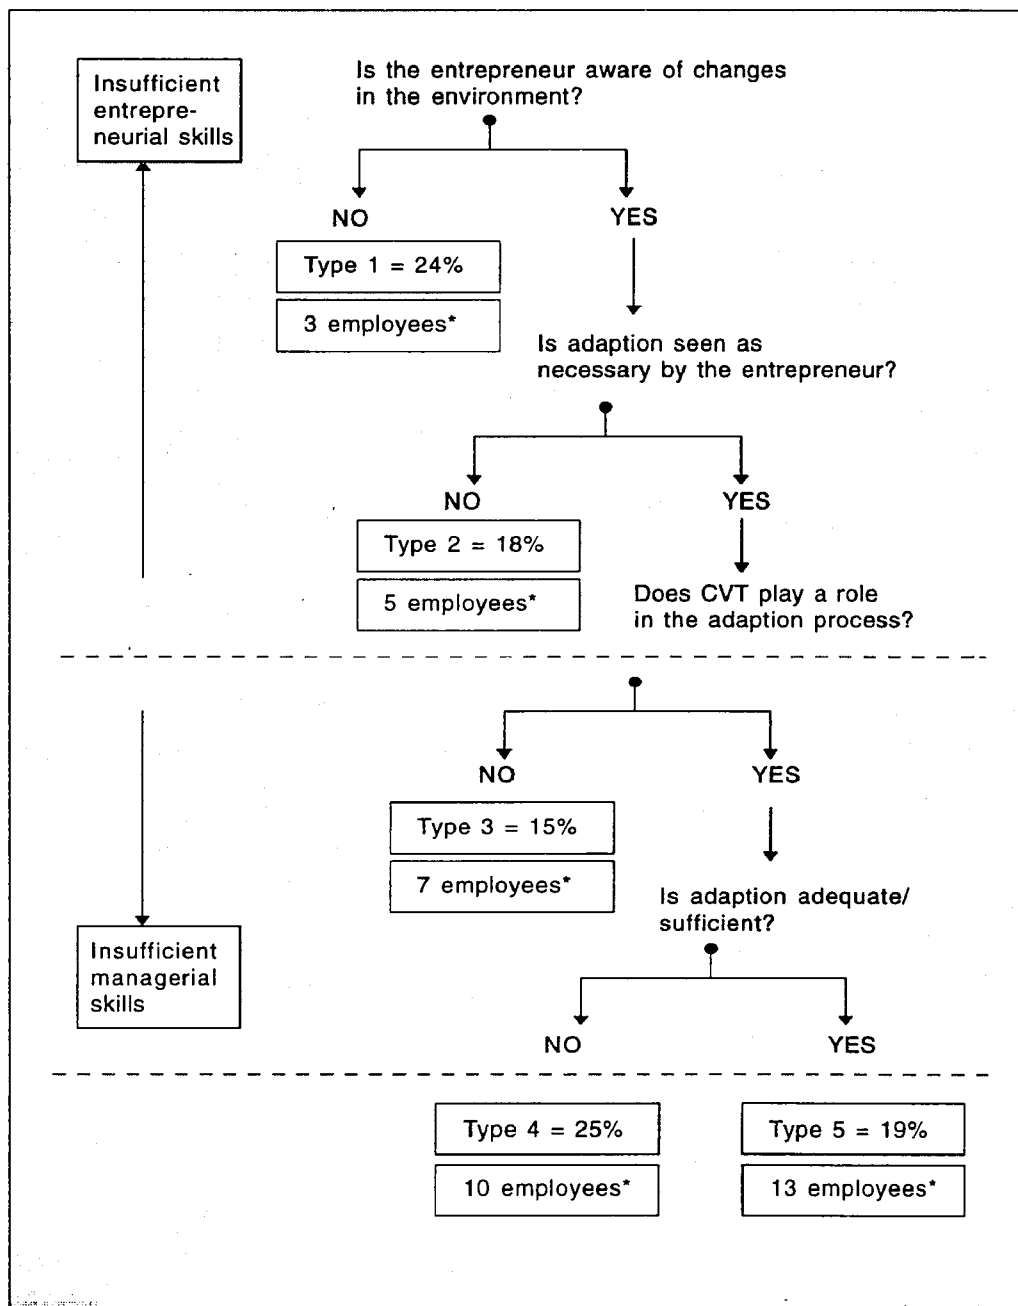 Insufficient
entrepre-
neurial skills
Is the entrepreneur aware of changes
in the environment?
NO
YES
Type 1 = 24%
3 employees*
Is adaption seen as
necessary by the entrepreneur?
NO
YES
Type 2 = 18%
5 employees*
Does CVT play a role
in the adaption process?
NO
YES
Type 3 = 15%
7 employees*
Is adaption adequate/
sufficient?
Insufficient
managerial
skills
NO
YES
Type 4 = 25%
Type 5 = 19%
10 employees*
13 employees*